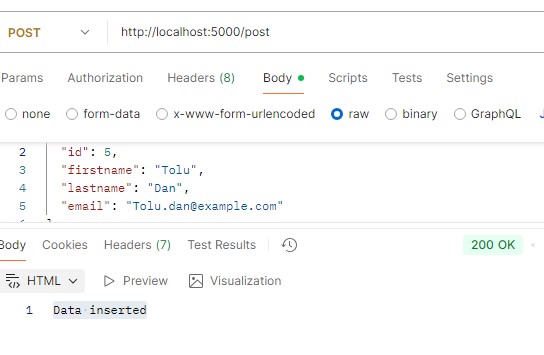 POST http://localhost:5000/post
Params Authorization Headers (8) Body Scripts Tests Settings
none form-data x-www-form-urlencoded raw binary GraphQL
2 "id": 5,
3 "firstname": "Tolu",
4 "lastname": "Dan",
5 "email": "Tolu.dan@example.com"
Body Cookies Headers (7) Test Results 200 OK
HTML Preview Visualization
1 Data inserted